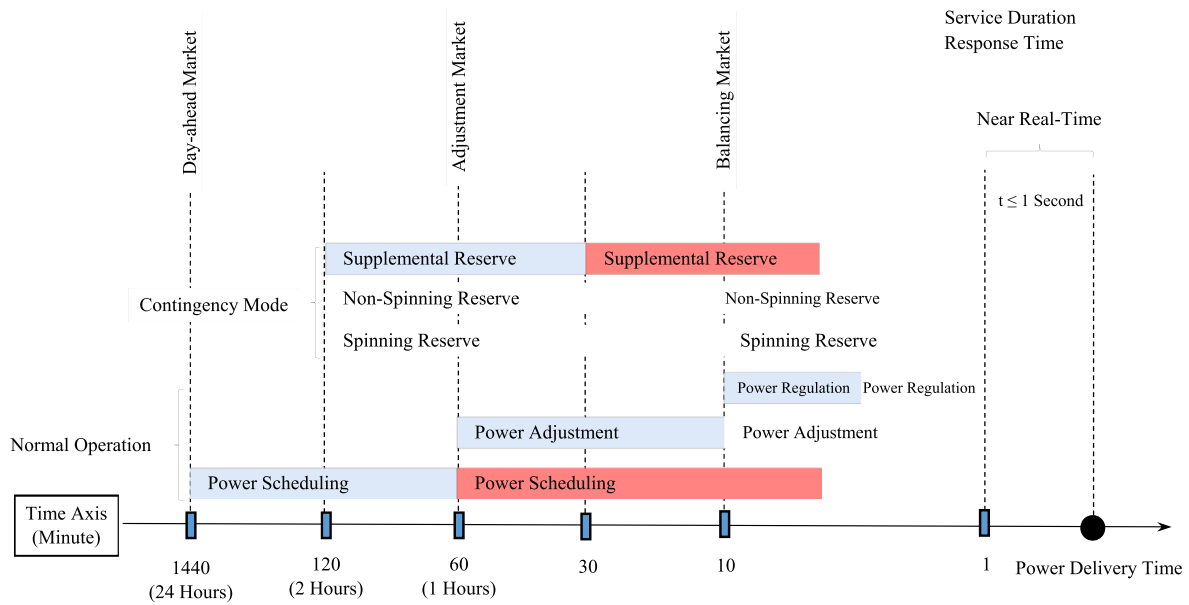 Service Duration
Response Time
Day-ahead Market
Adjustment Market
Balancing Market
Near Real-Time
t ≤ 1 Second
Supplemental Reserve
Supplemental Reserve
Contingency Mode
Non-Spinning Reserve
Non-Spinning Reserve
Spinning Reserve
Spinning Reserve
Power Regulation
Power Regulation
Normal Operation
Power Adjustment
Power Adjustment
Power Scheduling
Power Scheduling
Time Axis
(Minute)
1440
(24 Hours)
120
(2 Hours)
60
(1 Hours)
30
10
1
Power Delivery Time